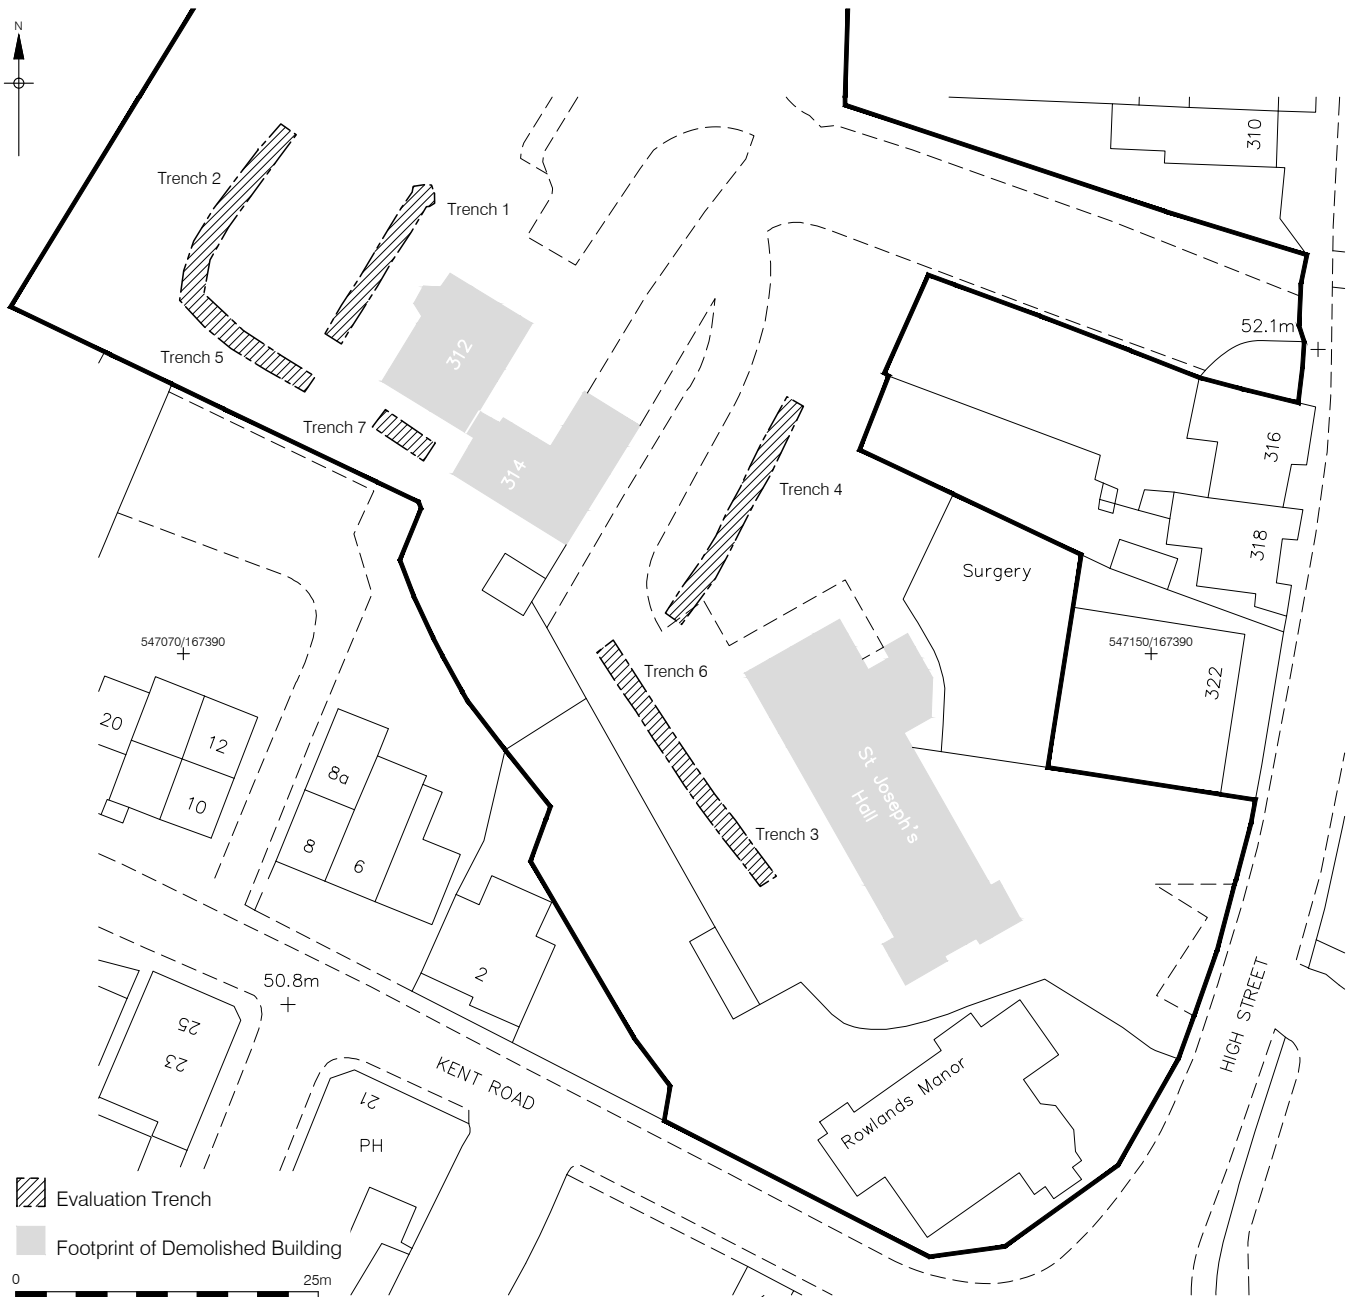 N
310
Trench 2
Trench 1
52.1m
312
Trench 5
Trench 7
316
314
Trench 4
318
Surgery
547070/167390
547150/167390
Trench 6
322
20
12
8a
10
St Joseph's
Hall
Trench 3
8
6
2
50.8m
HIGH STREET
25
23
KENT ROAD
21
Rowlands Manor
PH
Evaluation Trench
Footprint of Demolished Building
0
25m